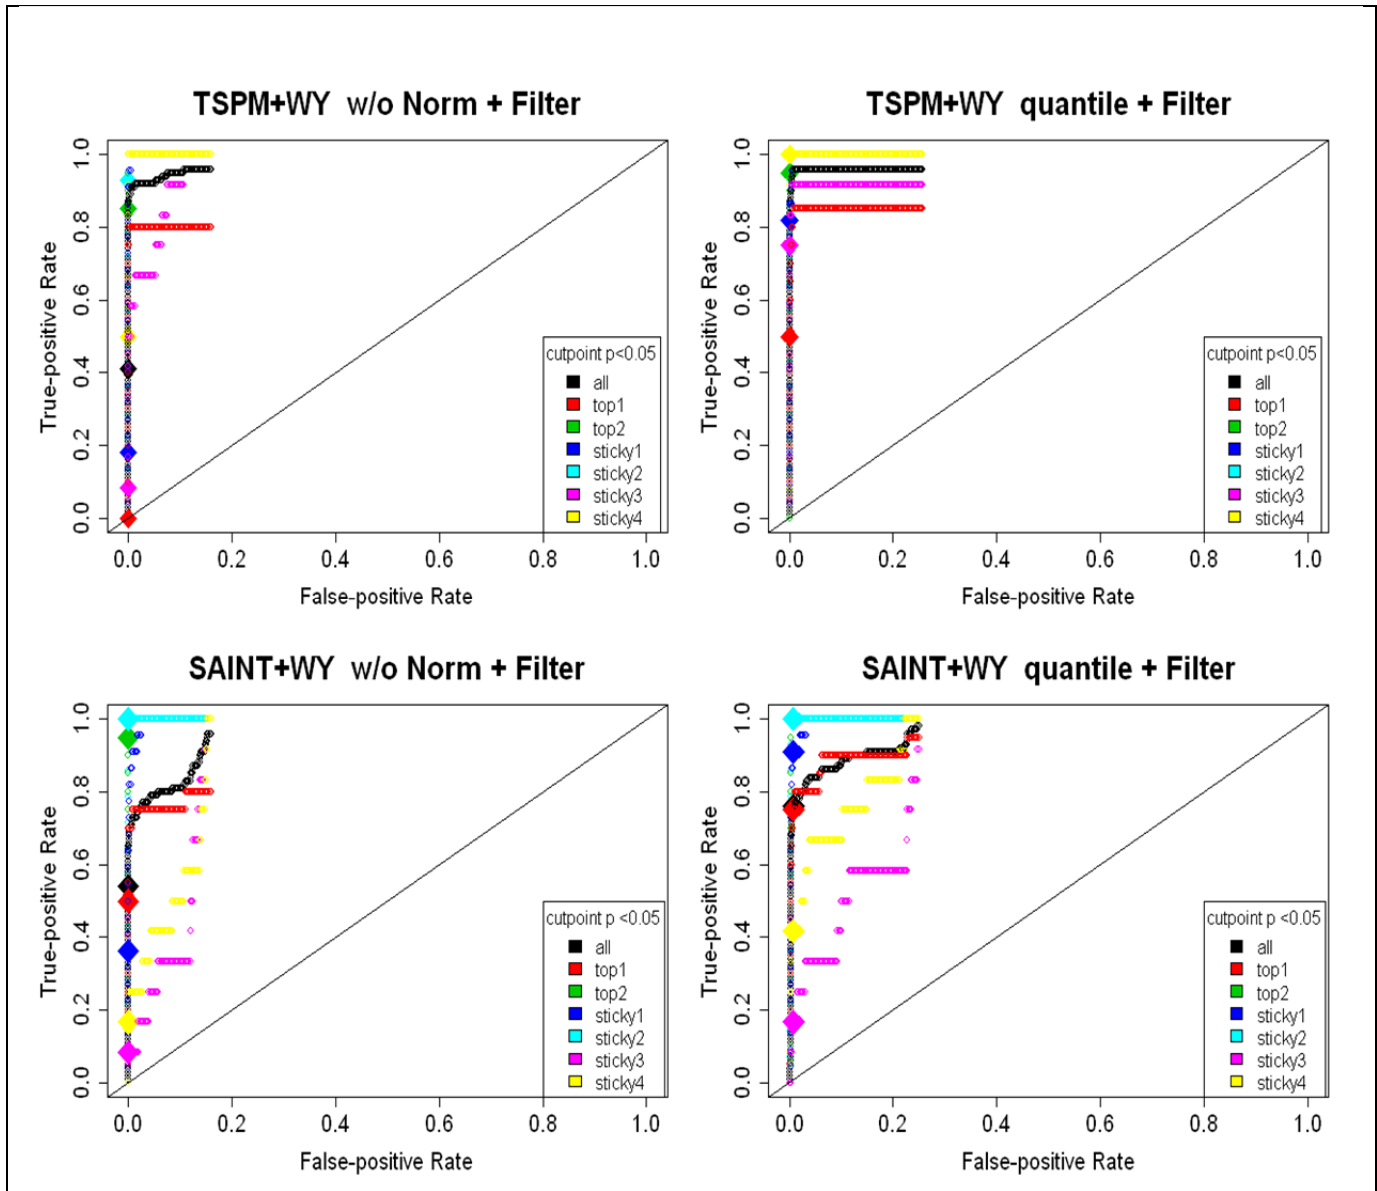 TSPM+WY w/o Norm + Filter
True-positive Rate
1.0
0.8
0.6
0.4
0.2
0.0
cutpoint p<0.05
all
top1
top2
sticky1
sticky2
sticky3
sticky4
0.0 0.2 0.4 0.6 0.8 1.0
False-positive Rate
TSPM+WY quantile + Filter
True-positive Rate
1.0
0.8
0.6
0.4
0.2
0.0
cutpoint p<0.05
all
top1
top2
sticky1
sticky2
sticky3
sticky4
0.0 0.2 0.4 0.6 0.8 1.0
False-positive Rate
SAINT+WY w/o Norm + Filter
True-positive Rate
1.0
0.8
0.6
0.4
0.2
0.0
cutpoint p <0.05
all
top1
top2
sticky1
sticky2
sticky3
sticky4
0.0 0.2 0.4 0.6 0.8 1.0
False-positive Rate
SAINT+WY quantile + Filter
True-positive Rate
1.0
0.8
0.6
0.4
0.2
0.0
cutpoint p <0.05
all
top1
top2
sticky1
sticky2
sticky3
sticky4
0.0 0.2 0.4 0.6 0.8 1.0
False-positive Rate